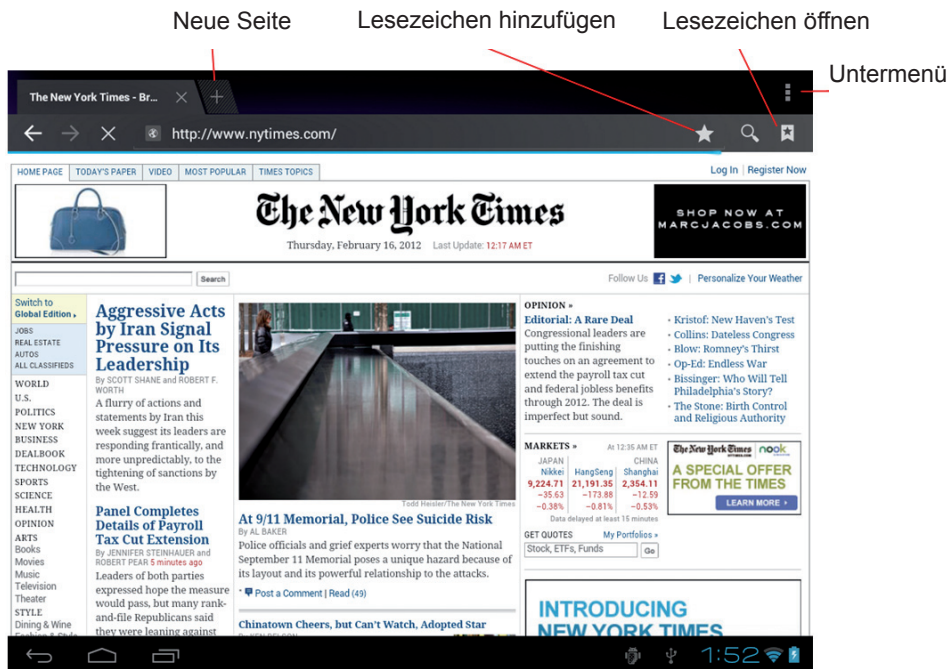 Neue Seite
Lesezeichen hinzufügen
Lesezeichen öffnen
Untermenü
The New York Times - Br...
http://www.nytimes.com/
HOME PAGE TODAY'S PAPER VIDEO MOST POPULAR TIMES TOPICS
Log In | Register Now
The New York Times
Thursday, February 16, 2012 Last Update: 12:17 AM ET
SHOP NOW AT
MARCJACOBS.COM
Search
Follow Us | Personalize Your Weather
Switch to
Global Edition
JOBS
REAL ESTATE
AUTOS
ALL CLASSIFIEDS
WORLD
U.S.
POLITICS
NEW YORK
BUSINESS
DEALBOOK
TECHNOLOGY
SPORTS
SCIENCE
HEALTH
OPINION
ARTS
Books
Movies
Music
Television
Theater
STYLE
Dining & Wine
Fashion & Style
Aggressive Acts
by Iran Signal
Pressure on Its
Leadership
By SCOTT SHANE and ROBERT F.
WORTH
A flurry of actions and
statements by Iran this
week suggest its leaders are
responding frantically, and
more unpredictably, to the
tightening of sanctions by
the West.
Panel Completes
Details of Payroll
Tax Cut Extension
By JENNIFER STEINHAUER and
ROBERT PEAR 5 minutes ago
Leaders of both parties
expressed hope the measure
would pass, but many rank-
and-file Republicans said
they were leaning against
Todd Heisler/The New York Times
At 9/11 Memorial, Police See Suicide Risk
By AL BAKER
Police officials and grief experts worry that the National
September 11 Memorial poses a unique hazard because of
its layout and its powerful relationship to the attacks.
• Post a Comment | Read (49)
Chinatown Cheers, but Can't Watch, Adopted Star
OPINION »
Editorial: A Rare Deal
Congressional leaders are
putting the finishing
touches on an agreement to
extend the payroll tax cut
and federal jobless benefits
through 2012. The deal is
imperfect but sound.
• Kristof: New Haven's Test
• Collins: Dateless Congress
• Blow: Romney's Thirst
• Op-Ed: Endless War
• Bissinger: Who Will Tell
Philadelphia's Story?
• The Stone: Birth Control
and Religious Authority
MARKETS » At 12:35 AM ET
JAPAN CHINA
Nikkei HangSeng Shanghai
9,224.71 21,191.35 2,354.11
−35.63 −173.88 −12.59
−0.38% −0.81% −0.53%
Data delayed at least 15 minutes
GET QUOTES My Portfolios »
Stock, ETFs, Funds Go
The New York Times nook
A SPECIAL OFFER
FROM THE TIMES
LEARN MORE
INTRODUCING
NEW YORK TIMES
1:52